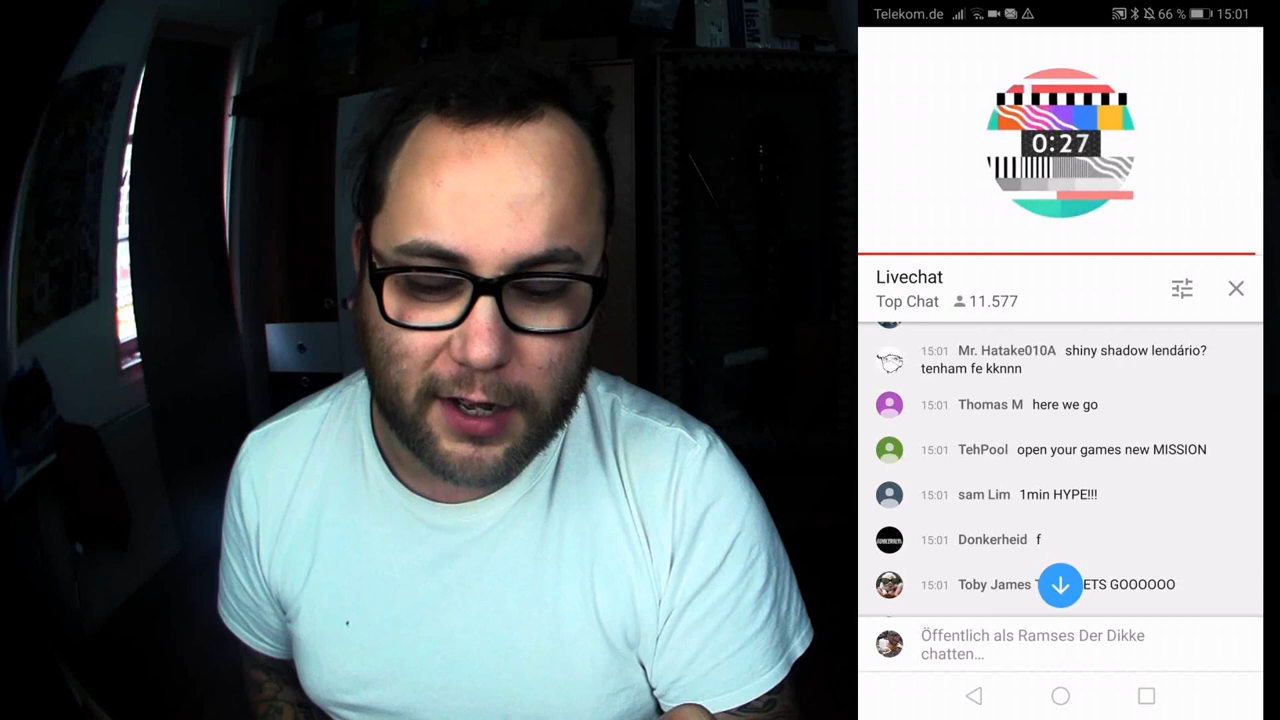 Telekom.de
66 %
15:01
0:27
Livechat
Top Chat 11.577
15:01 Mr. Hatake010A shiny shadow lendário?
tenham fe kknnn
15:01 Thomas M here we go
15:01 TehPool open your games new MISSION
15:01 sam Lim 1min HYPE!!!
15:01 Donkerheid f
15:01 Toby James ETS GOOOOOO
Öffentlich als Ramses Der Dikke
chatten…